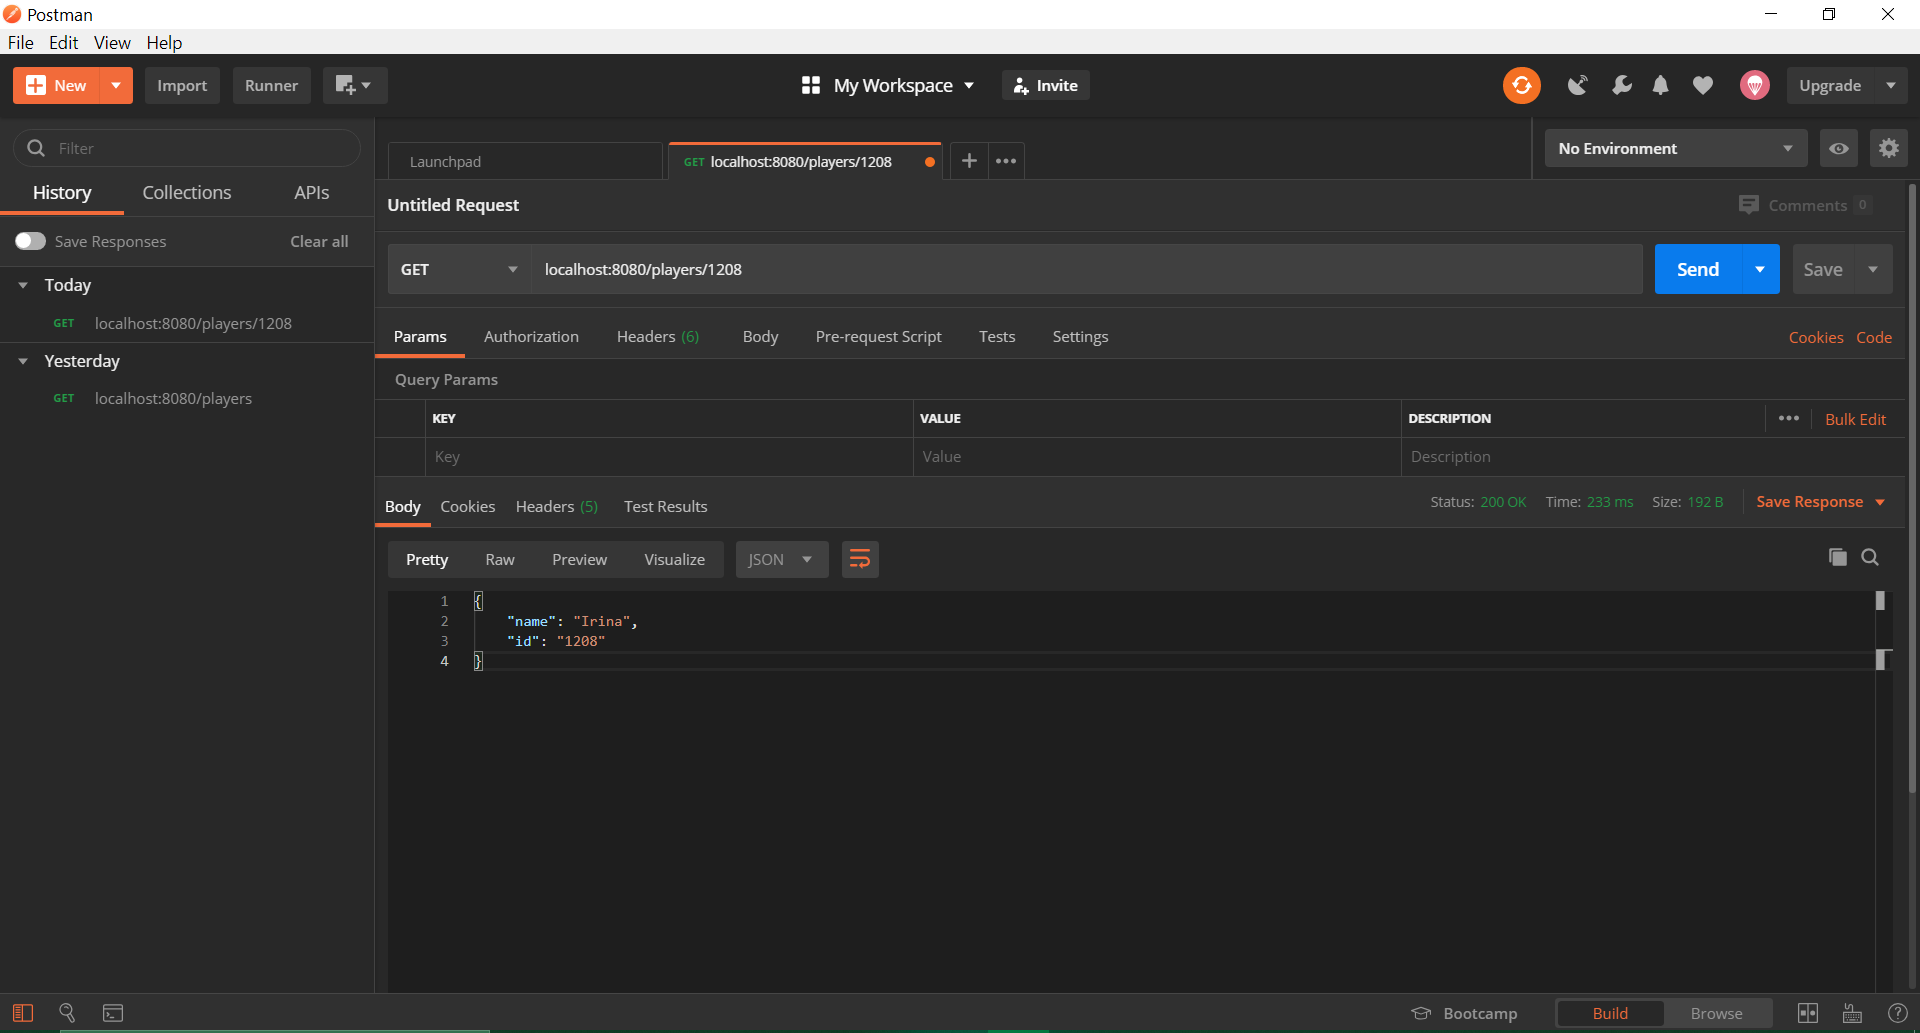 Postman
File Edit View Help
New Import Runner My Workspace Invite Upgrade
Filter
History Collections APIs
Save Responses Clear all
Today
GET localhost:8080/players/1208
Yesterday
GET localhost:8080/players
Launchpad GET localhost:8080/players/1208 No Environment
Untitled Request Comments 0
GET localhost:8080/players/1208 Send Save
Params Authorization Headers (6) Body Pre-request Script Tests Settings Cookies Code
Query Params
KEY VALUE DESCRIPTION Bulk Edit
Key Value Description
Body Cookies Headers (5) Test Results Status: 200 OK Time: 233 ms Size: 192 B Save Response
Pretty Raw Preview Visualize JSON
1 {
2 "name": "Irina",
3 "id": "1208"
4 }
Bootcamp Build Browse